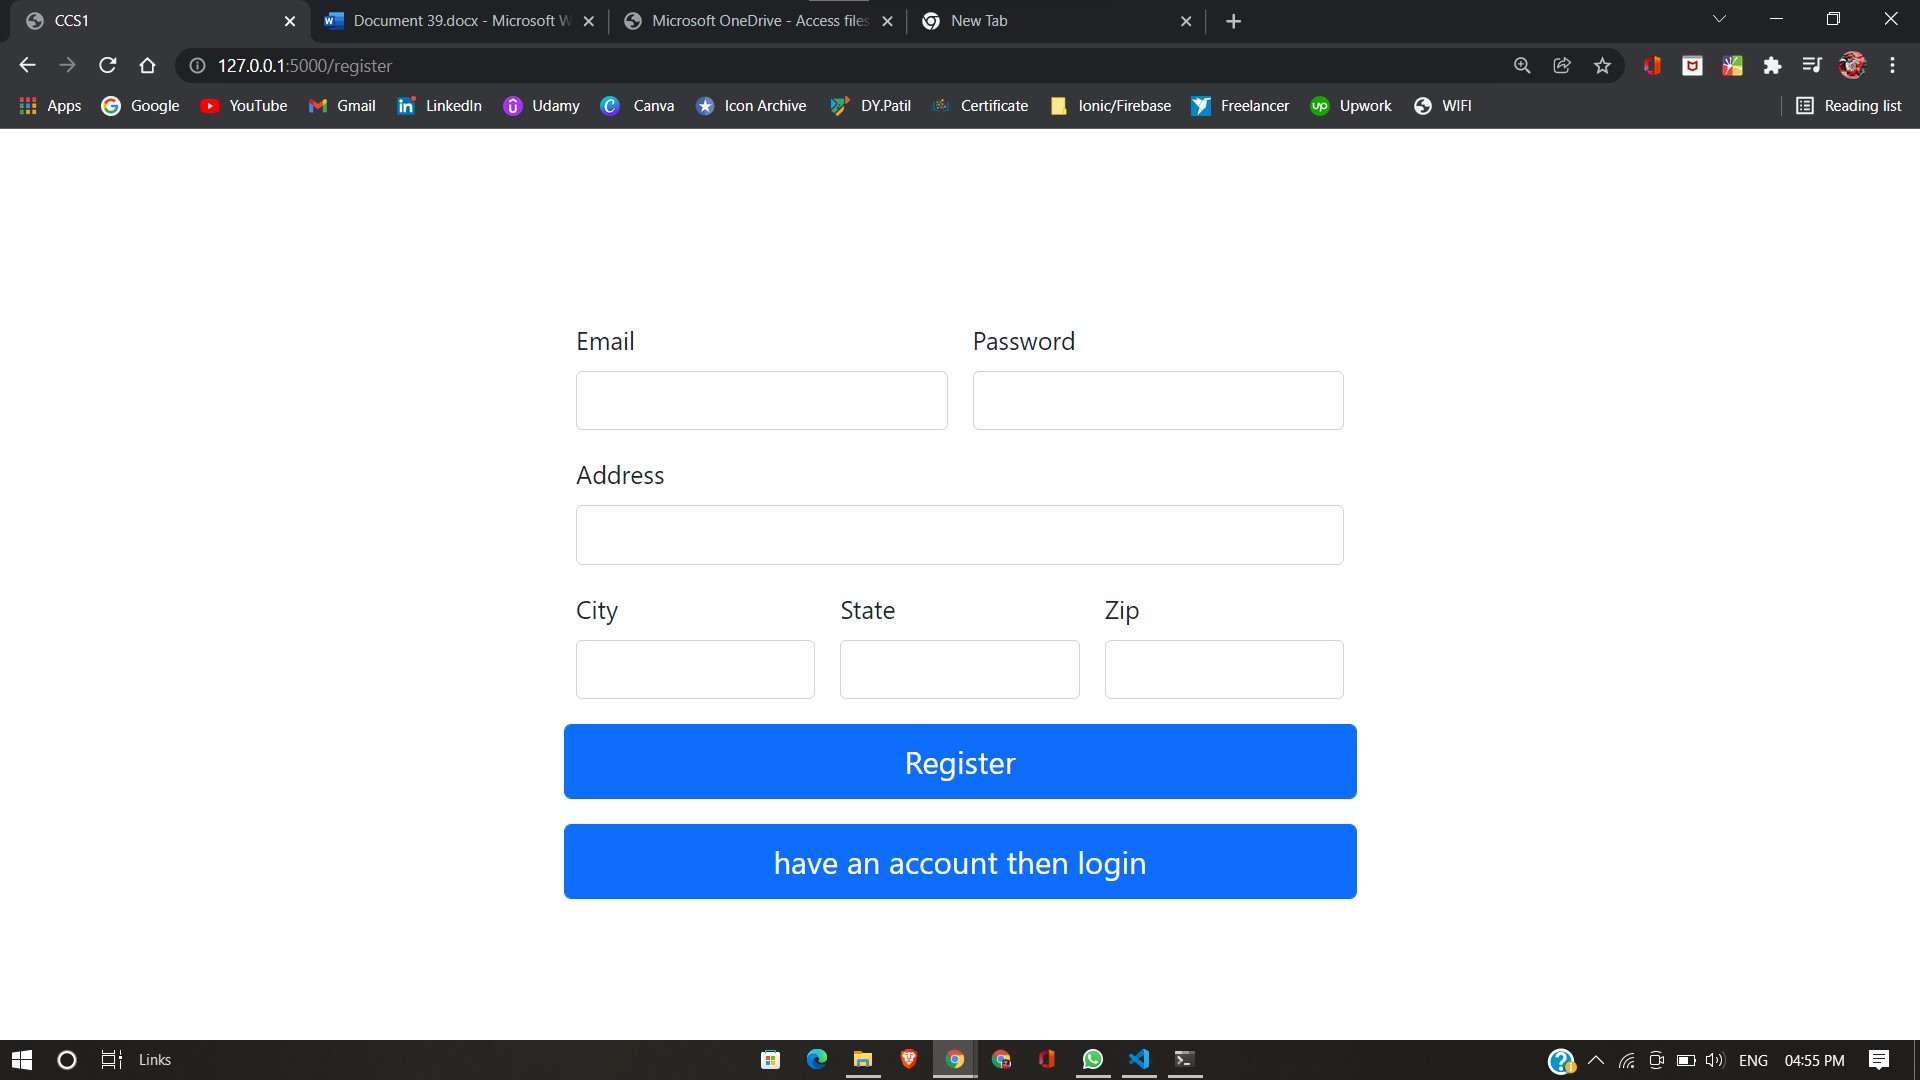 CCS1
Document 39.docx - Microsoft W
Microsoft OneDrive - Access files
New Tab
127.0.0.1:5000/register
Apps
Google
YouTube
Gmail
LinkedIn
Udamy
Canva
Icon Archive
DY.Patil
Certificate
Ionic/Firebase
Freelancer
Upwork
WIFI
Reading list
Email
Password
Address
City
State
Zip
Register
have an account then login
Links
ENG
04:55 PM